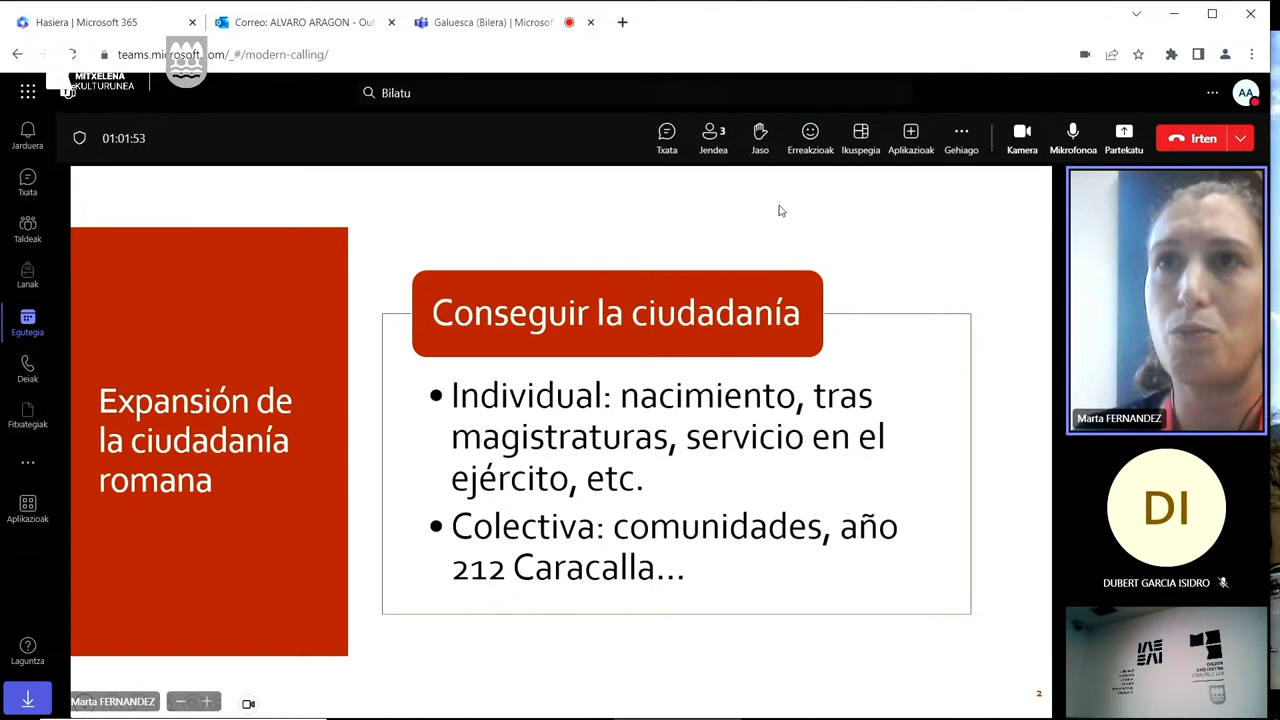 Hasiera | Microsoft 365
Correo: ALVARO ARAGON - Out
Galuesca (Bilera) | Microsof
teams.microsoft.com/_#/modern-calling/
MITXELENA
KULTURUNEA
Bilatu
AA
01:01:53
3
Txata
Jendea
Jaso
Erreakzioak
Ikuspegia
Aplikazioak
Gehiago
Kamera
Mikrofonoa
Partekatu
Irten
Jarduera
Txata
Taldeak
Lanak
Egutegia
Deiak
Fitxategiak
Aplikazioak
Laguntza
Expansión de
la ciudadanía
romana
Conseguir la ciudadanía
• Individual: nacimiento, tras
magistraturas, servicio en el
ejército, etc.
• Colectiva: comunidades, año
212 Caracalla...
2
Marta FERNANDEZ
Marta FERNANDEZ
DI
DUBERT GARCIA ISIDRO